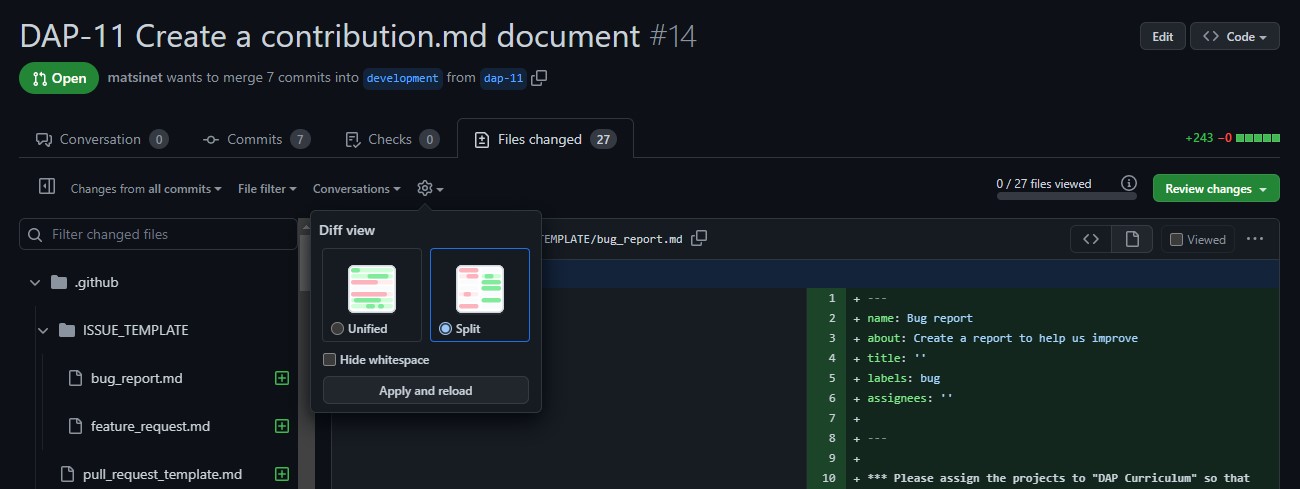 DAP-11 Create a contribution.md document #14
Edit
Code
Open
matsinet wants to merge 7 commits into development from dap-11
Conversation 0
Commits 7
Checks 0
Files changed 27
+243 −0
Changes from all commits
File filter
Conversations
0 / 27 files viewed
Review changes
Filter changed files
.github
ISSUE_TEMPLATE
bug_report.md
feature_request.md
pull_request_template.md
Diff view
Unified
Split
Hide whitespace
Apply and reload
TEMPLATE/bug_report.md
Viewed
1 + ---
2 + name: Bug report
3 + about: Create a report to help us improve
4 + title: ''
5 + labels: bug
6 + assignees: ''
7 +
8 + ---
9 +
10 + *** Please assign the projects to "DAP Curriculum" so that